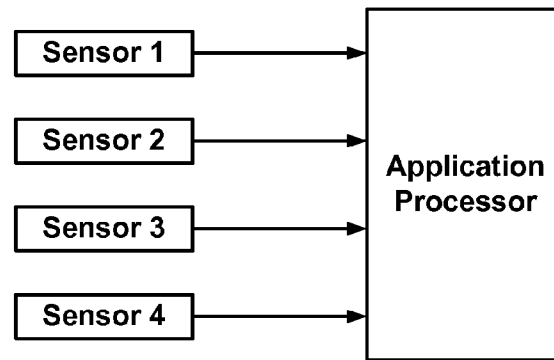 Sensor 1
Sensor 2
Application
Processor
Sensor 3
Sensor 4